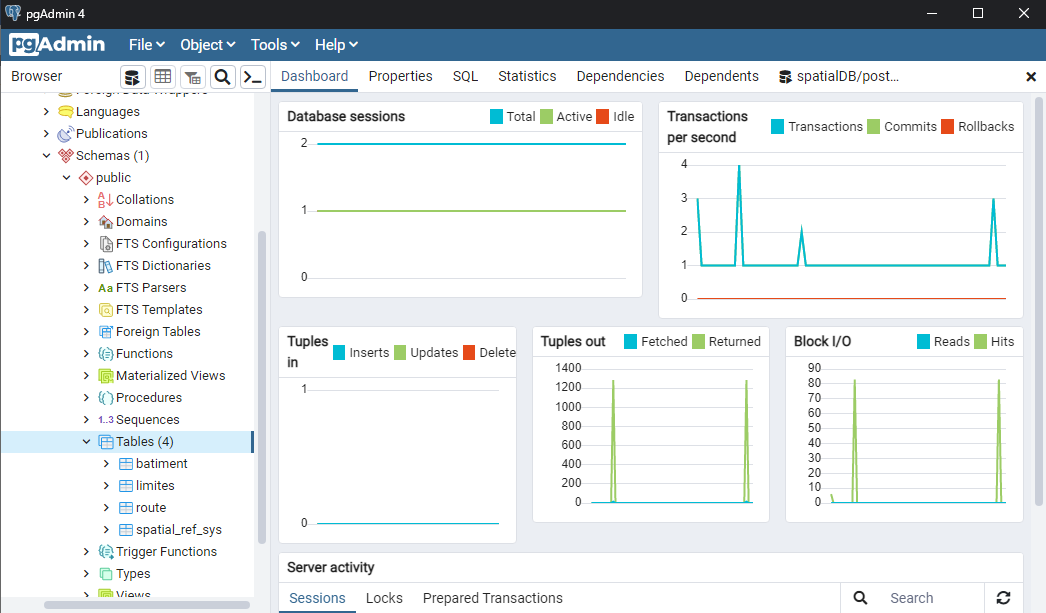 pgAdmin 4
pgAdmin File Object Tools Help
Browser
Dashboard Properties SQL Statistics Dependencies Dependents spatialDB/post...
Foreign Data Wrappers
Languages
Publications
Schemas (1)
public
Collations
Domains
FTS Configurations
FTS Dictionaries
Aa FTS Parsers
FTS Templates
Foreign Tables
Functions
Materialized Views
Procedures
1..3 Sequences
Tables (4)
batiment
limites
route
spatial_ref_sys
Trigger Functions
Types
Views
Database sessions
Total Active Idle
2
1
0
Transactions
per second
Transactions Commits Rollbacks
4
3
2
1
0
Tuples
in
Inserts Updates Delete
1
0
Tuples out
Fetched Returned
1400
1200
1000
800
600
400
200
0
Block I/O
Reads Hits
90
80
70
60
50
40
30
20
10
0
Server activity
Sessions Locks Prepared Transactions
Search